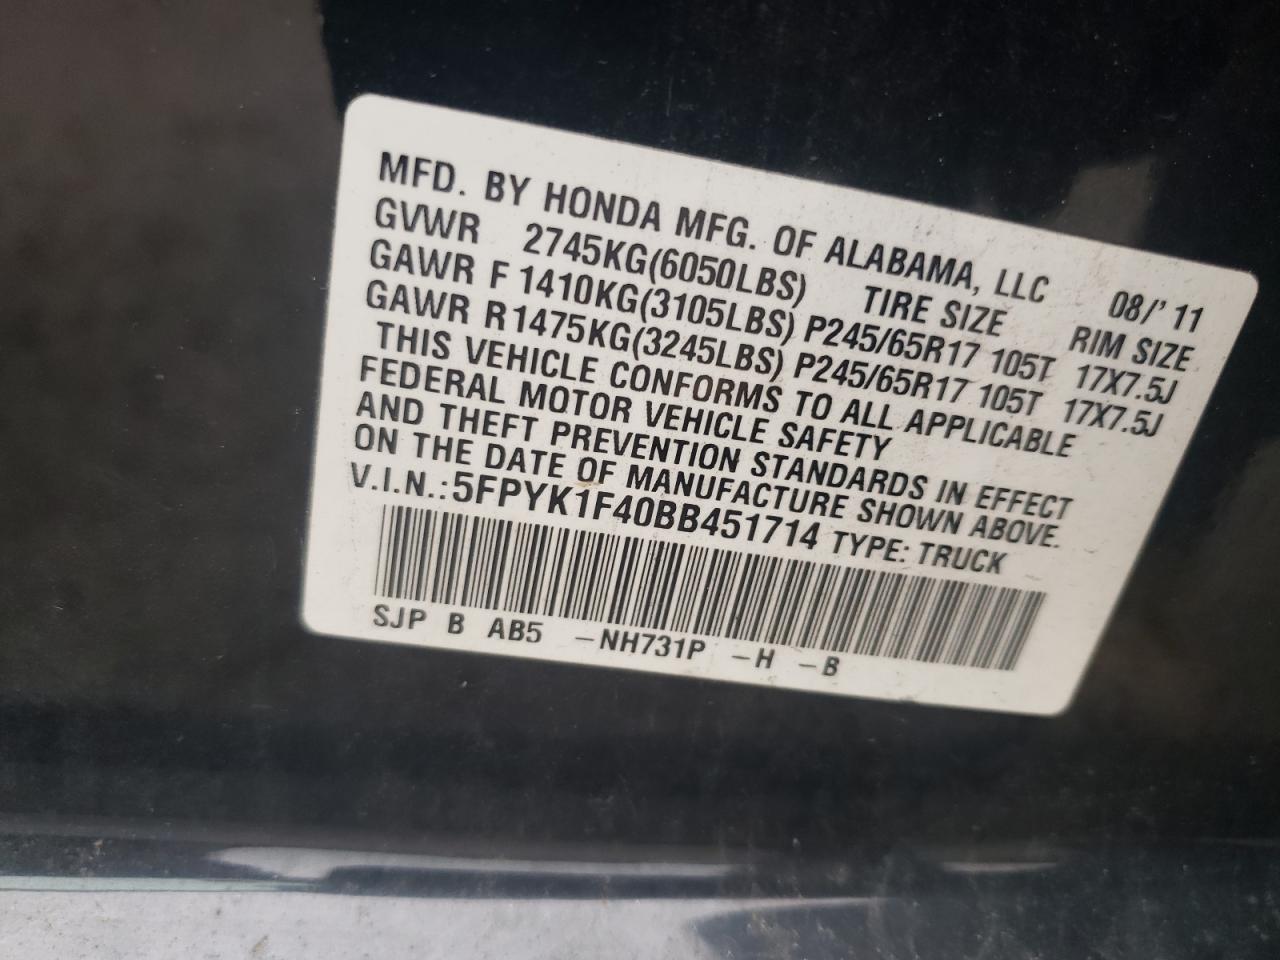 MFD. BY HONDA MFG. OF ALABAMA, LLC 08/'11
GVWR 2745KG(6050LBS) TIRE SIZE RIM SIZE
GAWR F 1410KG(3105LBS) P245/65R17 105T 17X7.5J
GAWR R 1475KG(3245LBS) P245/65R17 105T 17X7.5J
THIS VEHICLE CONFORMS TO ALL APPLICABLE
FEDERAL MOTOR VEHICLE SAFETY
AND THEFT PREVENTION STANDARDS IN EFFECT
ON THE DATE OF MANUFACTURE SHOWN ABOVE.
V.I.N.: 5FPYK1F40BB451714 TYPE: TRUCK
SJP B AB5 -NH731P -H -B